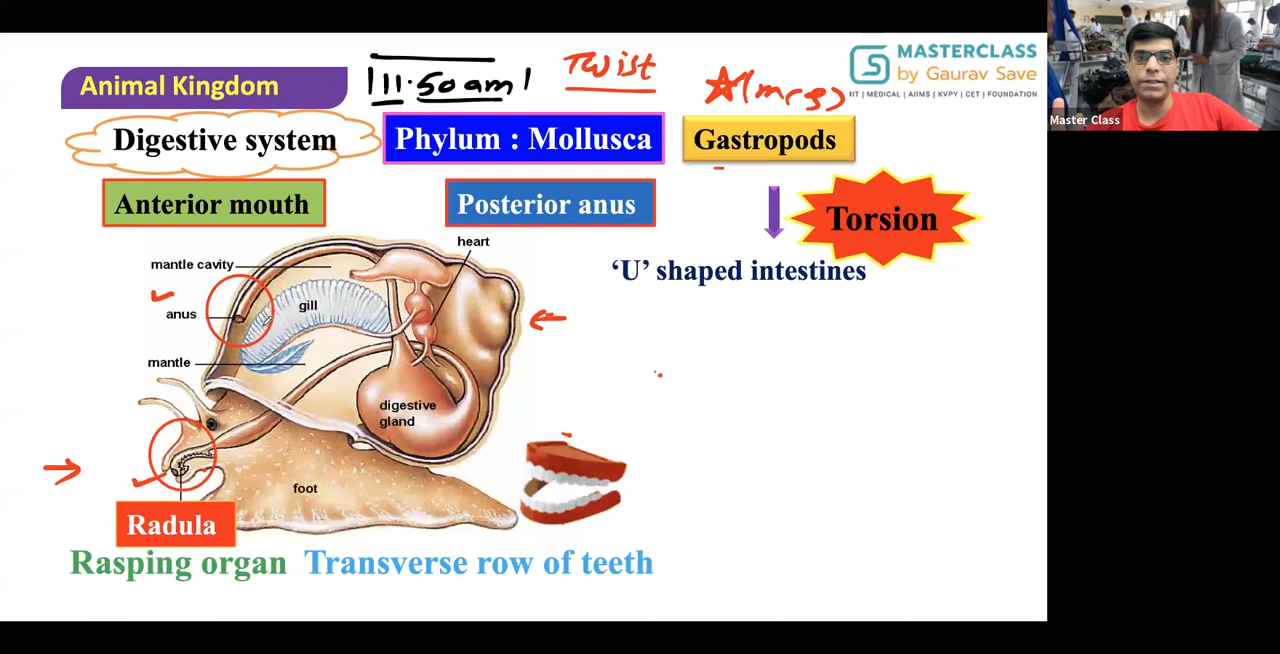 Animal Kingdom
11.50 am
Twist
MASTERCLASS
by Gaurav Save
IIT | MEDICAL | AIIMS | KVPY | CET | FOUNDATION
Master Class
Digestive system
Phylum : Mollusca
Gastropods
Anterior mouth
Posterior anus
Torsion
'U' shaped intestines
heart
mantle cavity
gill
anus
mantle
digestive
gland
foot
Radula
Rasping organ
Transverse row of teeth